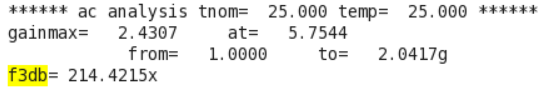 ****** ac analysis tnom= 25.000 temp= 25.000 ******
gainmax= 2.4307 at= 5.7544
from= 1.0000 to= 2.0417g
f3db= 214.4215x